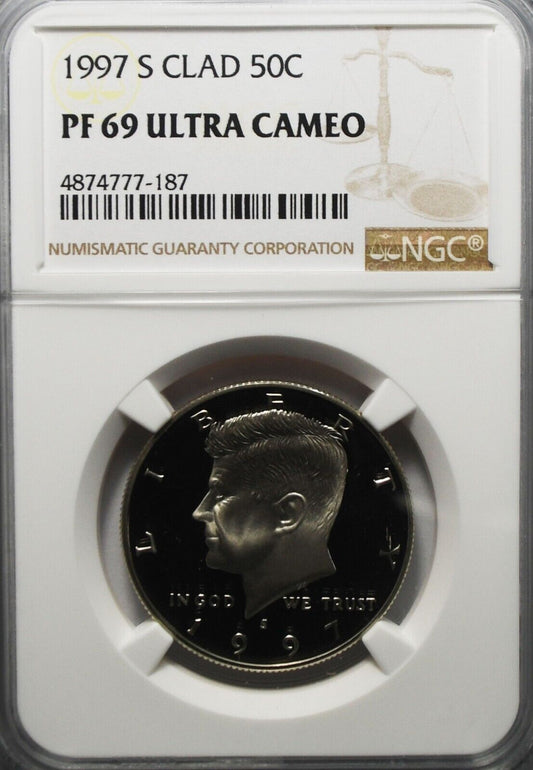 1997 S CLAD 50C
PF 69 ULTRA CAMEO
4874777-187
NUMISMATIC GUARANTY CORPORATION
NGC®
LIBERTY
IN GOD WE TRUST
S
1997